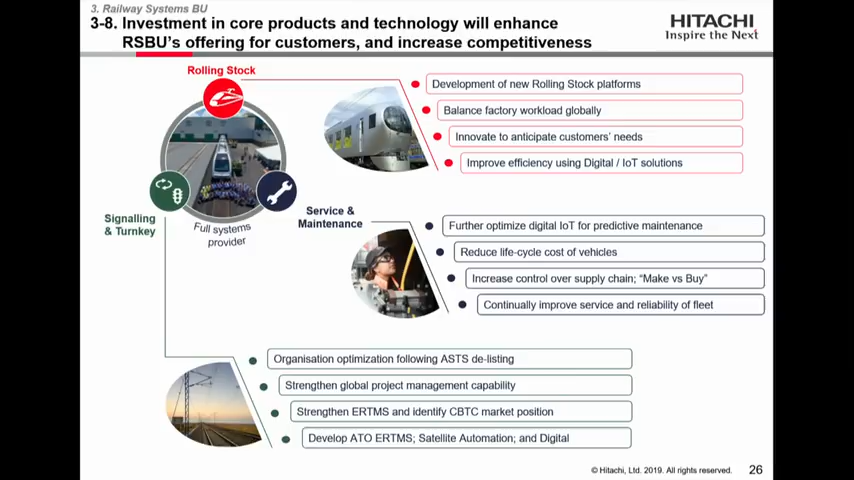 3. Railway Systems BU
3-8. Investment in core products and technology will enhance
RSBU's offering for customers, and increase competitiveness
HITACHI
Inspire the Next
Rolling Stock
Development of new Rolling Stock platforms
Balance factory workload globally
Innovate to anticipate customers' needs
Improve efficiency using Digital / IoT solutions
Signalling
& Turnkey
Full systems
provider
Service &
Maintenance
Further optimize digital IoT for predictive maintenance
Reduce life-cycle cost of vehicles
Increase control over supply chain; “Make vs Buy”
Continually improve service and reliability of fleet
Organisation optimization following ASTS de-listing
Strengthen global project management capability
Strengthen ERTMS and identify CBTC market position
Develop ATO ERTMS; Satellite Automation; and Digital
© Hitachi, Ltd. 2019. All rights reserved.
26